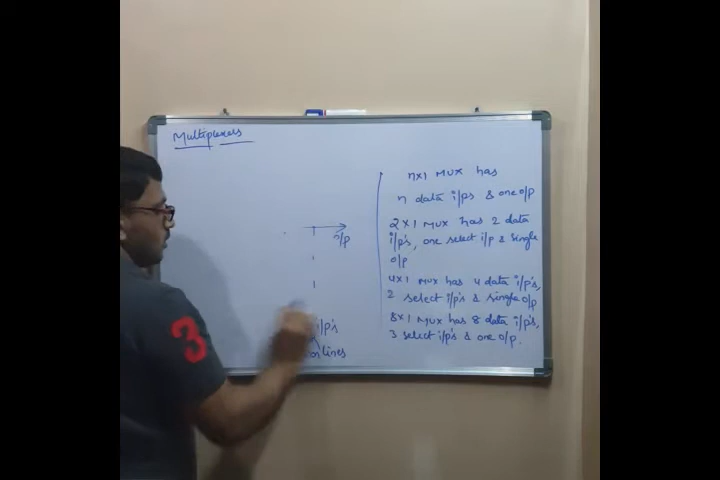 Multiplexers
n×1 MUX has
n data i/ps & one o/p
2×1 MUX has 2 data
i/p's, one select i/p & single
o/p
4×1 MUX has 4 data i/p's,
2 select i/p's & single o/p
8×1 MUX has 8 data i/p's,
3 select i/p's & one o/p.
i/p's
lines
3